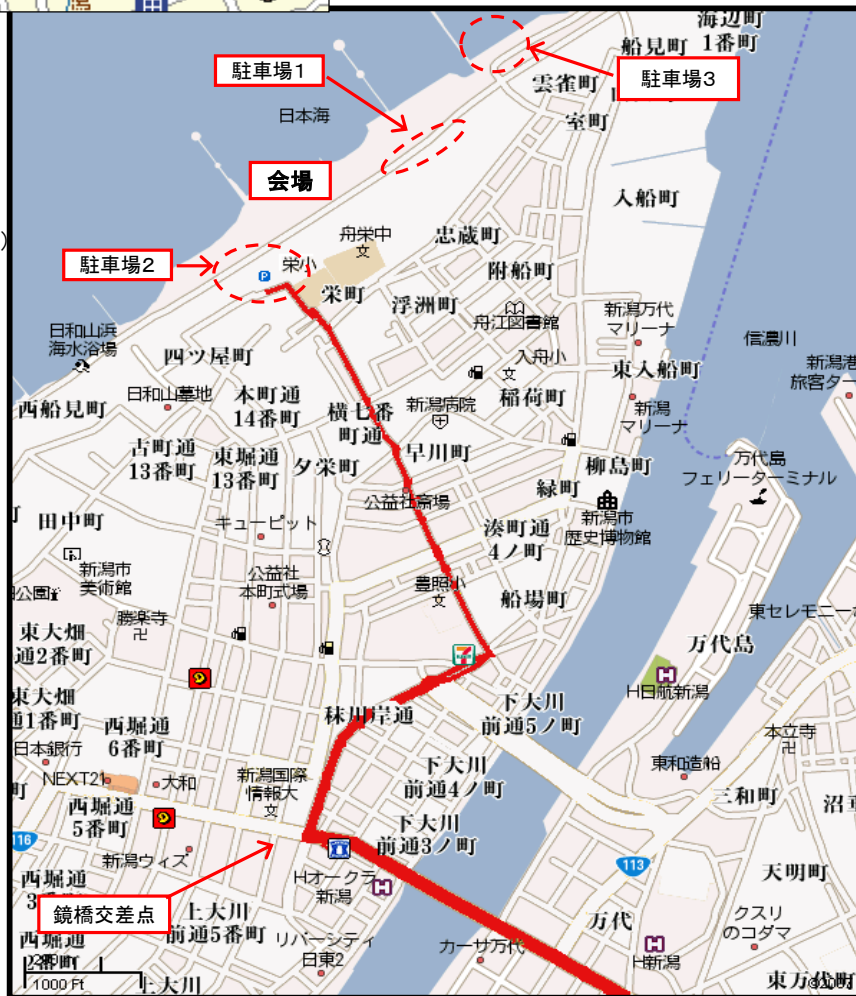 海辺町
船見町 1番町
駐車場1
雲雀町
駐車場3
日本海
室町
会場
入船町
舟栄中
文
忠蔵町
駐車場2
P
栄小
附船町
栄町
浮洲町
舟江図書館
新潟万代
マリーナ
日和山浜
海水浴場
信濃川
四ツ屋町
入舟小
文
東入船町
新潟港
旅客ター
日和山墓地
本町通
14番町
稲荷町
西船見町
横七番
町通
新潟病院
新潟
マリーナ
古町通
13番町
東堀通
13番町
夕栄町
早川町
柳島町
万代島
フェリーターミナル
緑町
公益社斎場
田中町
キューピット
湊町通
4ノ町
新潟市
歴史博物館
新潟市
美術館
公益社
本町式場
豊照小
文
公園
船場町
勝楽寺
卍
東セレモニー
東大畑
通2番町
万代島
7
H
H日航新潟
東大畑
通1番町
下大川
前通5ノ町
秣川岸通
西堀通
6番町
本立寺
卍
日本銀行
東和造船
下大川
前通4ノ町
NEXT21
大和
新潟国際
情報大
文
三和町
沼垂
西堀通
5番町
下大川
前通3ノ町
116
新潟ウィズ
113
天明町
Hオークラ
新潟
H
西堀通
鏡橋交差点
上大川
前通5番町
万代
クスリ
のコダマ
西堀通
2番町
リバーシティ
日東2
カーサ万代
H
H新潟
1000 Ft
上大川
東万代町